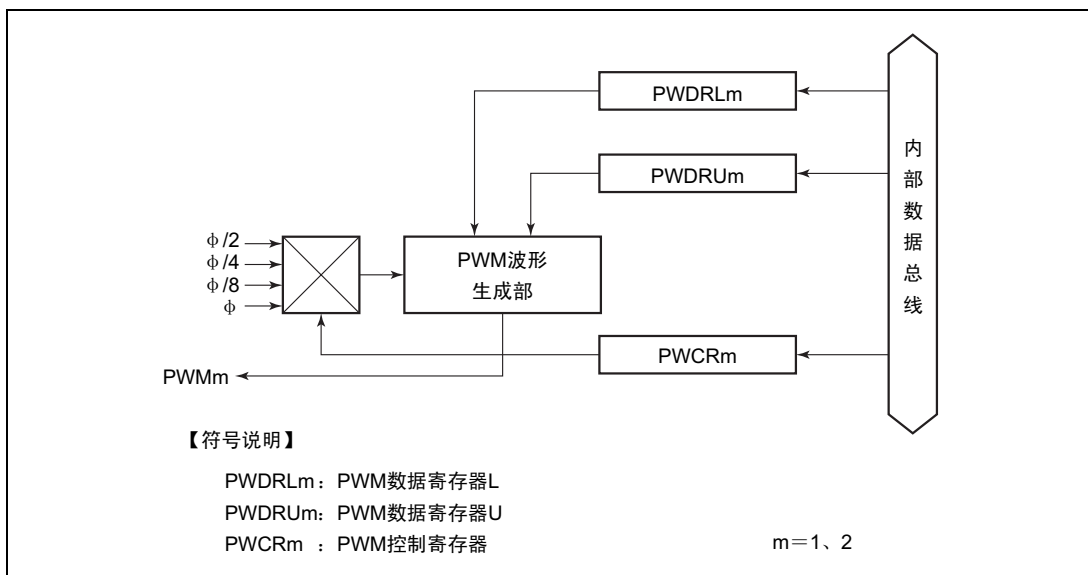 PWDRLm
PWDRUm
内部数据总线
φ/2
φ/4
φ/8
φ
PWM波形
生成部
PWCRm
PWMm
【符号说明】
PWDRLm：PWM数据寄存器L
PWDRUm：PWM数据寄存器U
PWCRm ：PWM控制寄存器
m＝1、2